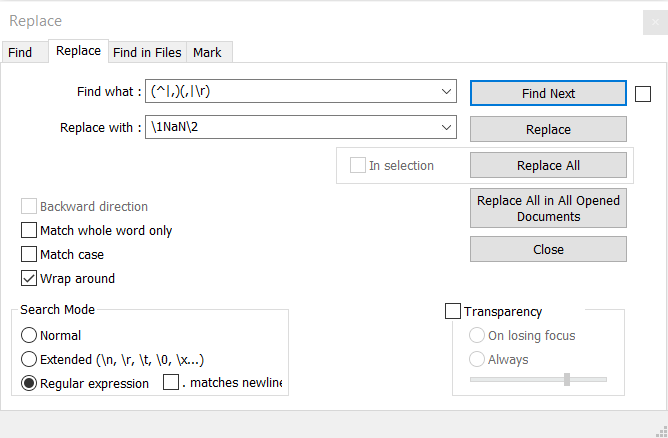 Replace
Find Replace Find in Files Mark
Find what : (^|,)(,|\r) Find Next
Replace with : \1NaN\2 Replace
In selection Replace All
Backward direction Replace All in All Opened
Documents
Match whole word only
Match case Close
Wrap around
Search Mode Transparency
Normal On losing focus
Extended (\n, \r, \t, \0, \x...) Always
Regular expression . matches newline